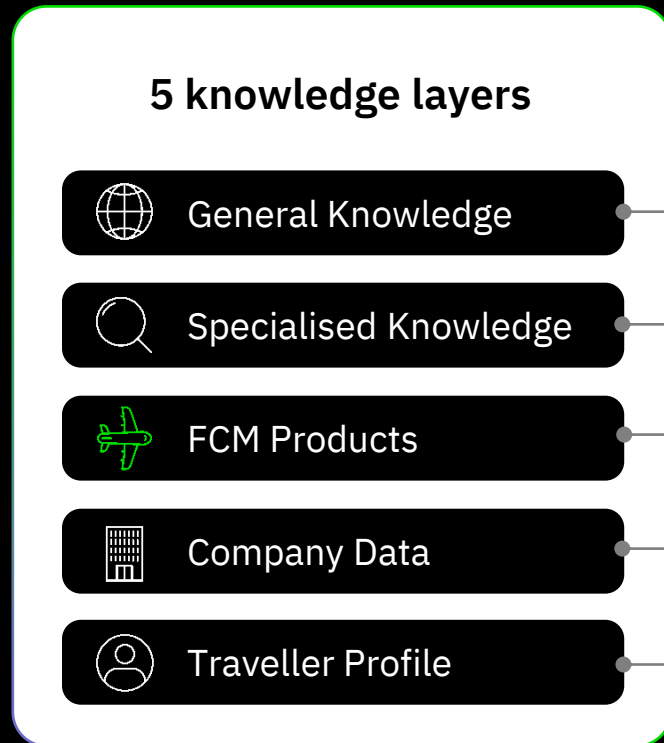 5 knowledge layers
General Knowledge
Specialised Knowledge
FCM Products
Company Data
Traveller Profile